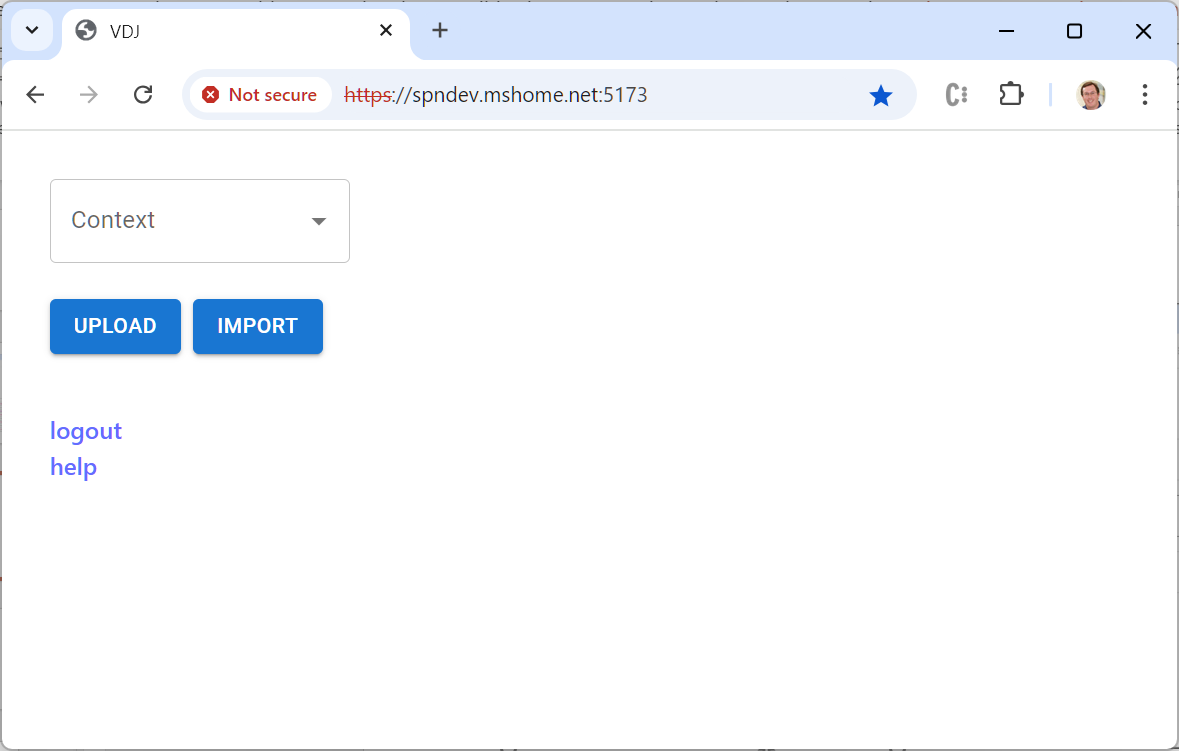 VDJ
Not secure https://spndev.mshome.net:5173
Context
UPLOAD IMPORT
logout
help